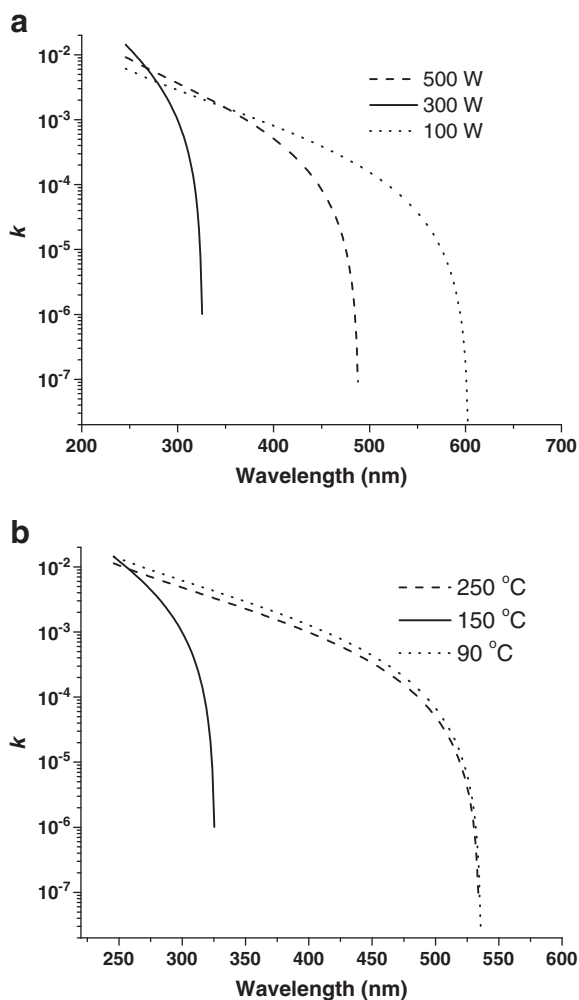 a
10⁻²
10⁻³
10⁻⁴
10⁻⁵
10⁻⁶
10⁻⁷
k
500 W
300 W
100 W
200 300 400 500 600 700
Wavelength (nm)
b
10⁻²
10⁻³
10⁻⁴
10⁻⁵
10⁻⁶
10⁻⁷
k
250 °C
150 °C
90 °C
250 300 350 400 450 500 550 600
Wavelength (nm)